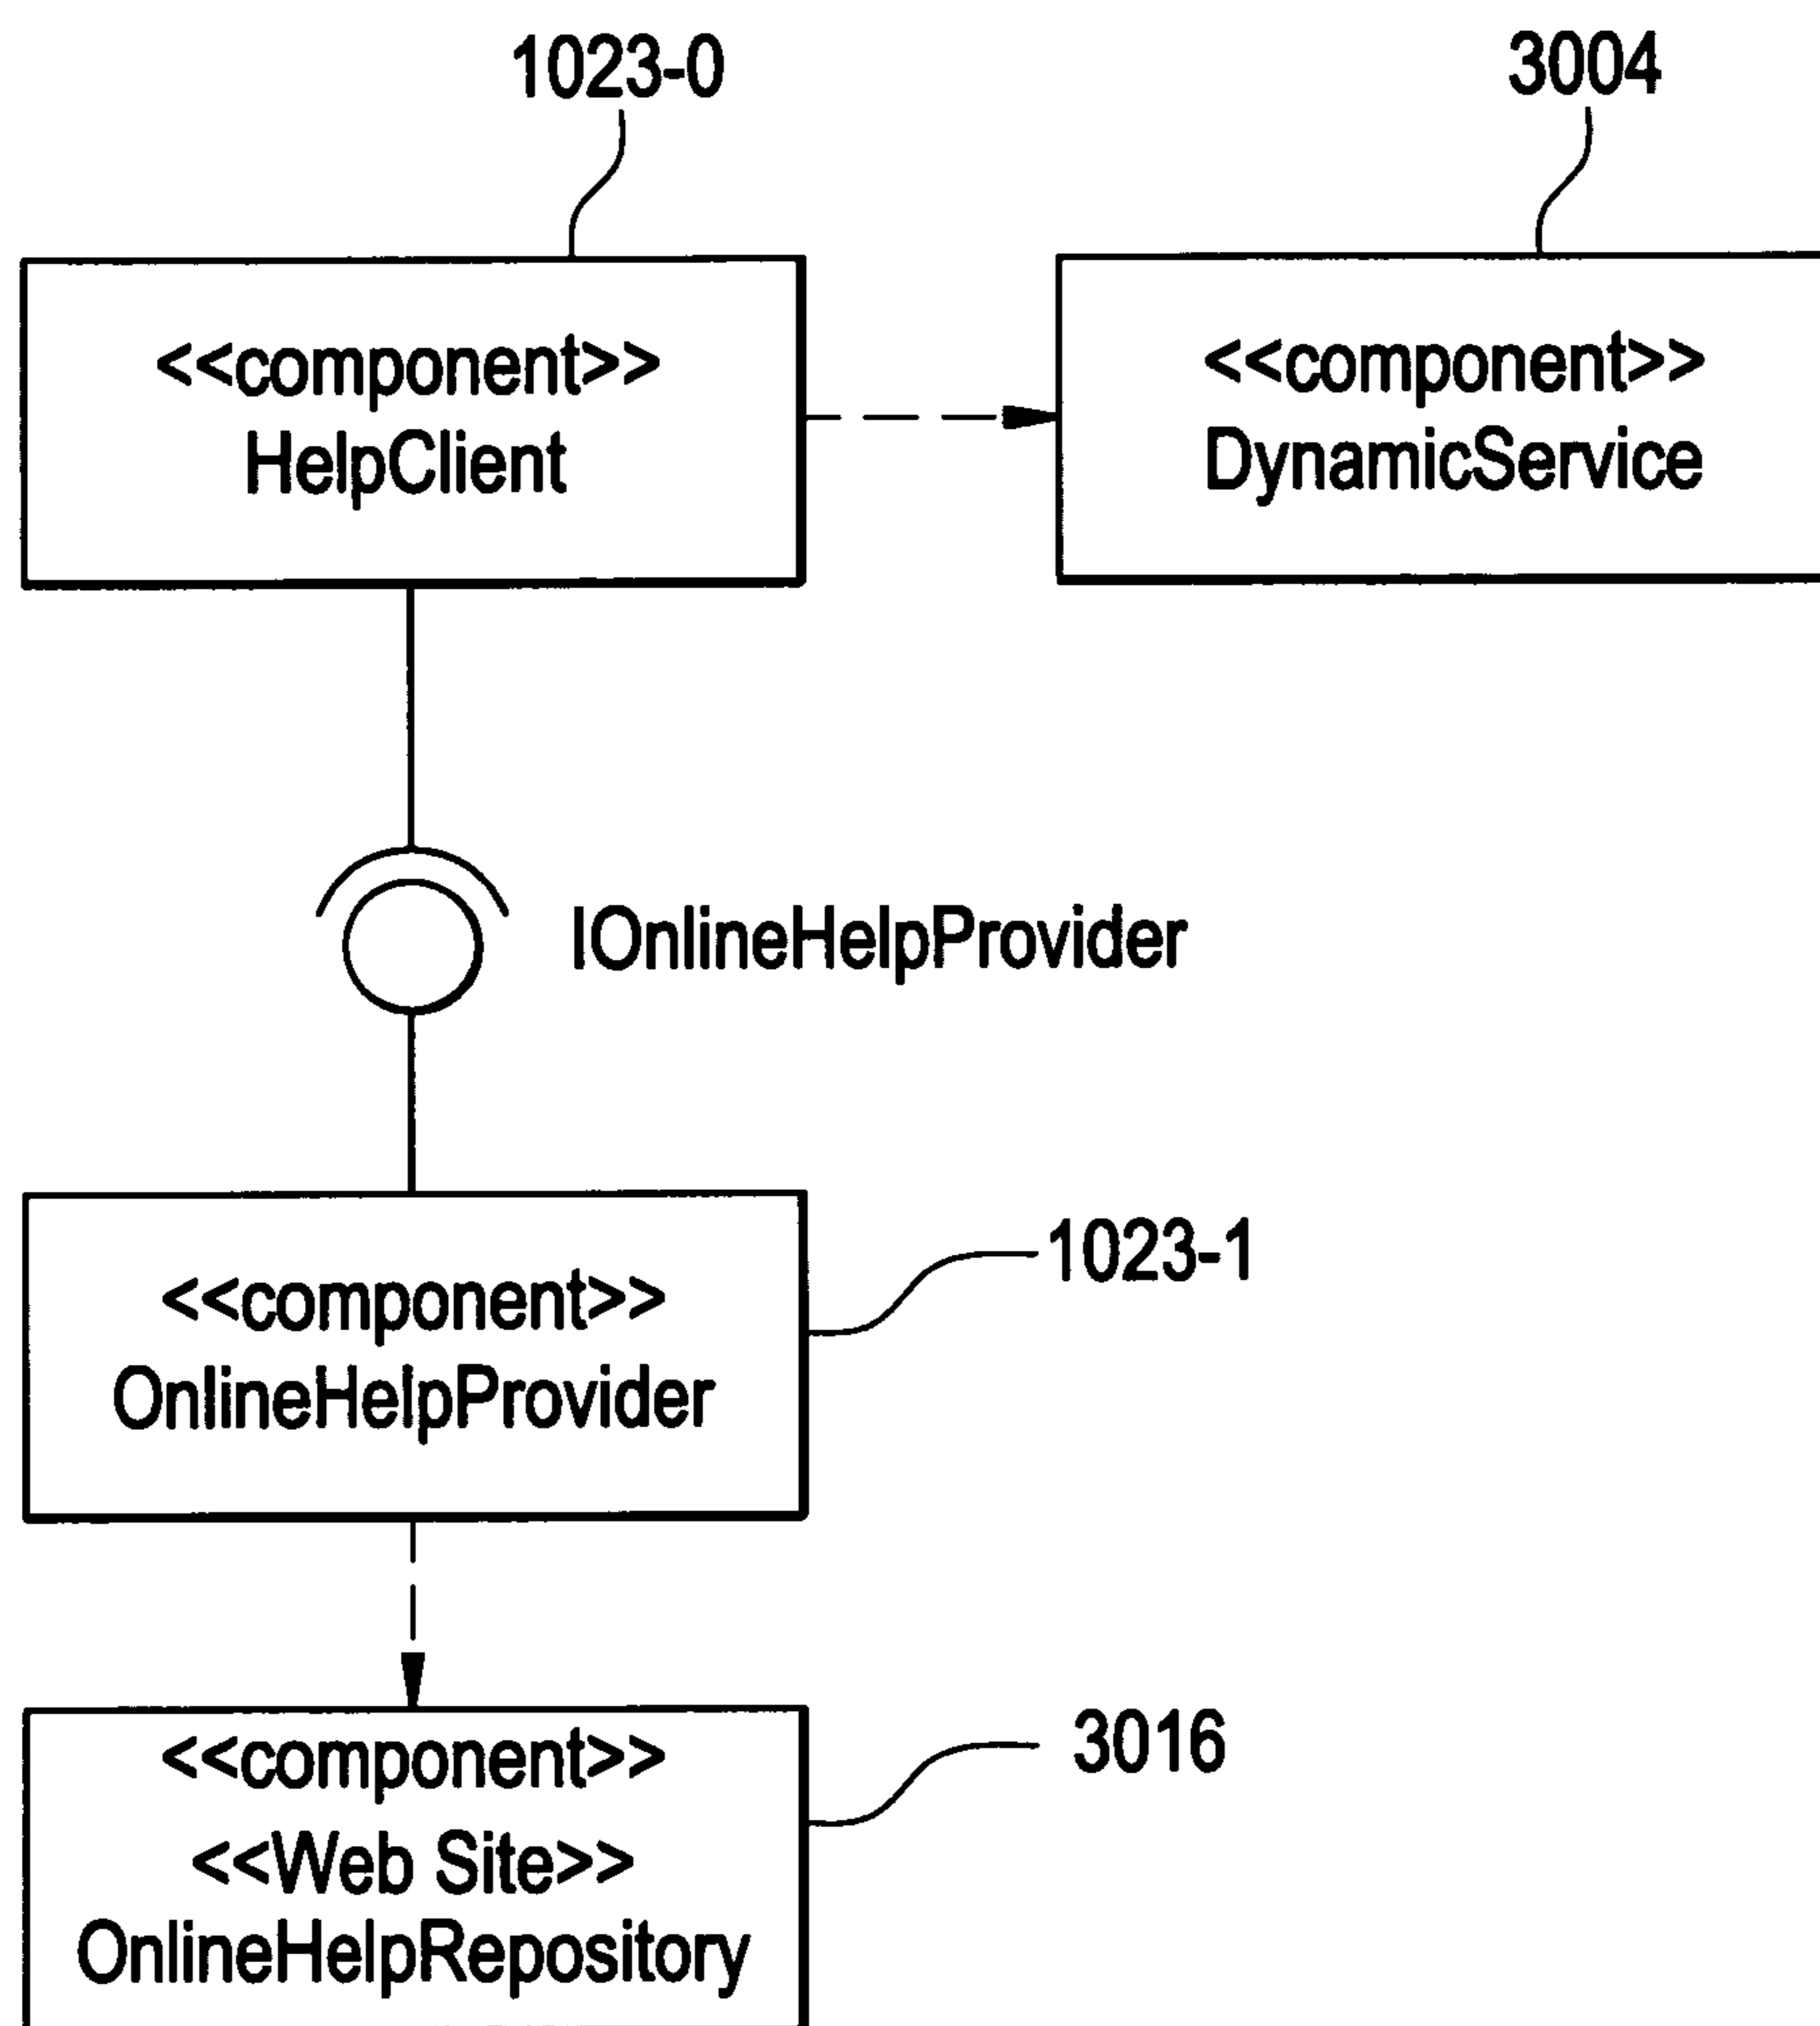 1023-0
3004
<<component>>
HelpClient
<<component>>
DynamicService
IOnlineHelpProvider
<<component>>
OnlineHelpProvider
1023-1
<<component>>
<<Web Site>>
OnlineHelpRepository
3016